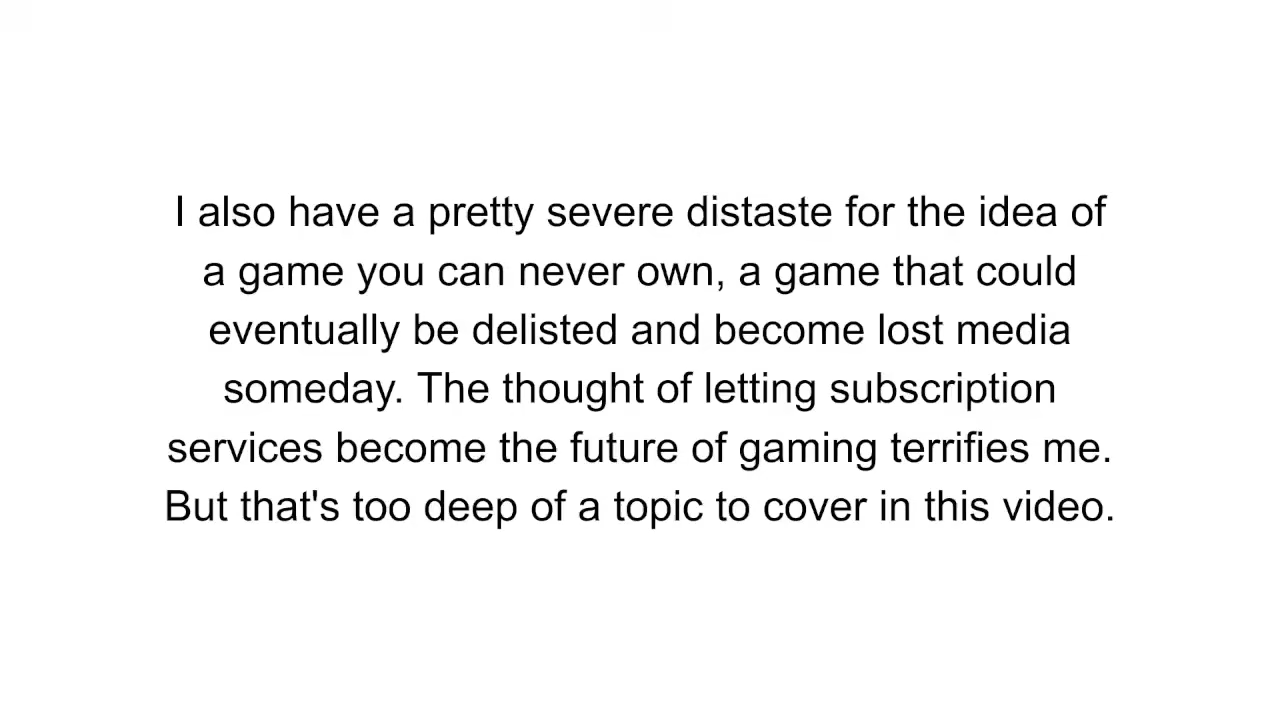 I also have a pretty severe distaste for the idea of
a game you can never own, a game that could
eventually be delisted and become lost media
someday. The thought of letting subscription
services become the future of gaming terrifies me.
But that's too deep of a topic to cover in this video.